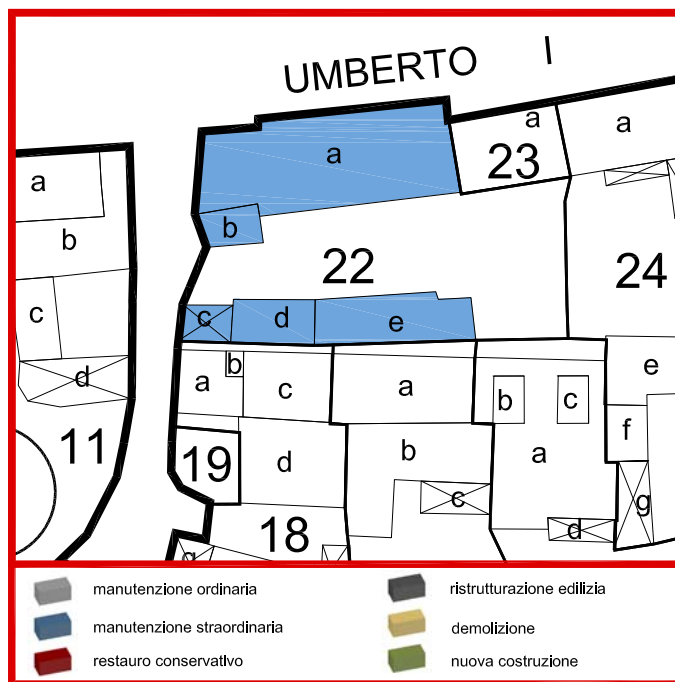 UMBERTO I
a
a
a
23
a
a
b
b
22
24
c
c
d
e
d
a
b
c
a
b
c
e
f
11
19
d
b
a
c
g
18
d
g
manutenzione ordinaria
ristrutturazione edilizia
manutenzione straordinaria
demolizione
restauro conservativo
nuova costruzione